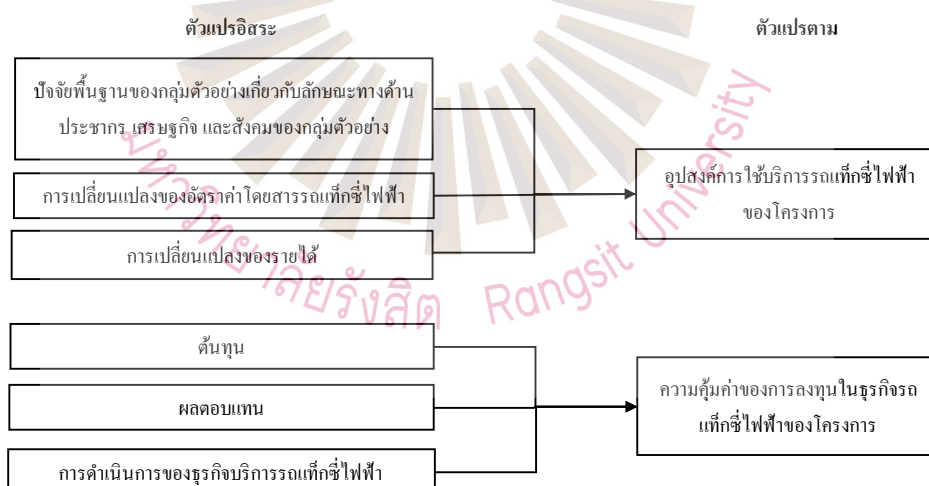 ตัวแปรอิสระ
ตัวแปรตาม
ปัจจัยพื้นฐานของกลุ่มตัวอย่างเกี่ยวกับลักษณะทางด้าน
ประชากร เศรษฐกิจ และสังคมของกลุ่มตัวอย่าง
การเปลี่ยนแปลงของอัตราค่าโดยสารรถแท็กซี่ไฟฟ้า
การเปลี่ยนแปลงของรายได้
อุปสงค์การใช้บริการรถแท็กซี่ไฟฟ้า
ของโครงการ
มหาวิทยาลัยรังสิต Rangsit University
ต้นทุน
ผลตอบแทน
การดำเนินการของธุรกิจบริการรถแท็กซี่ไฟฟ้า
ความคุ้มค่าของการลงทุนในธุรกิจรถ
แท็กซี่ไฟฟ้าของโครงการ